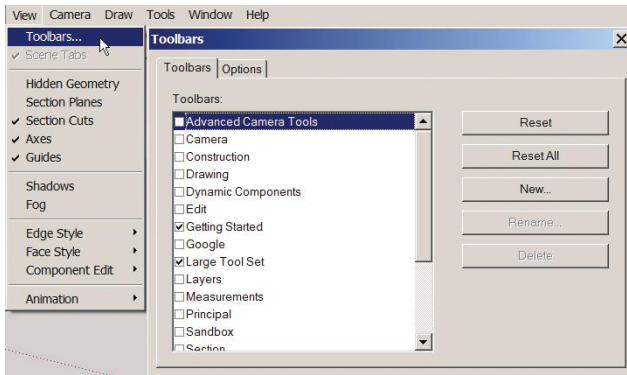 View Camera Draw Tools Window Help
Toolbars...
Scene Tabs
Hidden Geometry
Section Planes
Section Cuts
Axes
Guides
Shadows
Fog
Edge Style
Face Style
Component Edit
Animation
Toolbars
Toolbars Options
Toolbars:
Advanced Camera Tools
Camera
Construction
Drawing
Dynamic Components
Edit
Getting Started
Google
Large Tool Set
Layers
Measurements
Principal
Sandbox
Section
Reset
Reset All
New...
Rename...
Delete